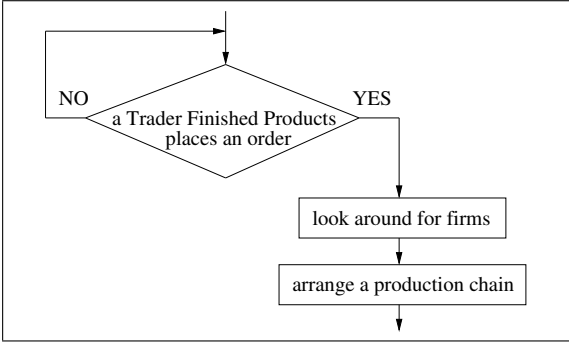 NO
YES
a Trader Finished Products
places an order
look around for firms
arrange a production chain